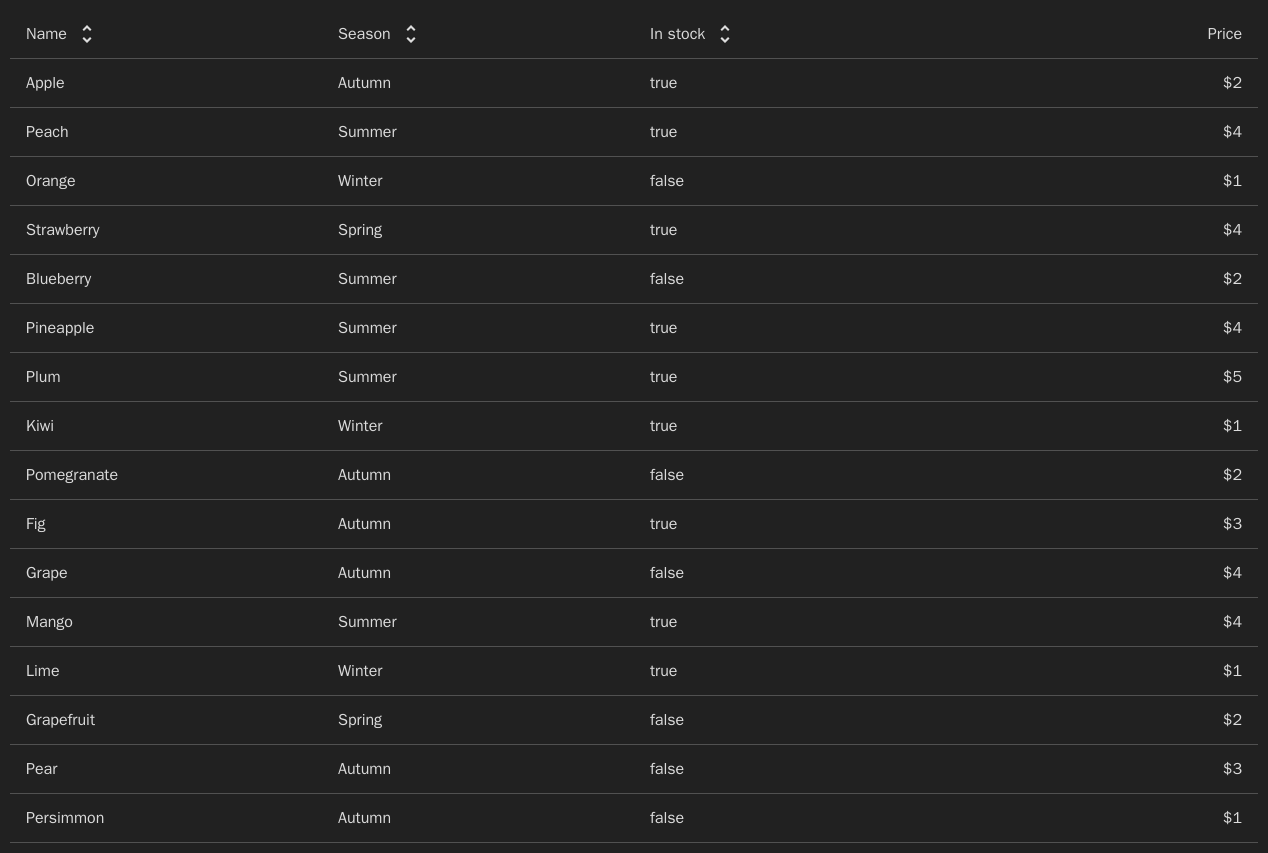 Name Season In stock Price
Apple Autumn true $2
Peach Summer true $4
Orange Winter false $1
Strawberry Spring true $4
Blueberry Summer false $2
Pineapple Summer true $4
Plum Summer true $5
Kiwi Winter true $1
Pomegranate Autumn false $2
Fig Autumn true $3
Grape Autumn false $4
Mango Summer true $4
Lime Winter true $1
Grapefruit Spring false $2
Pear Autumn false $3
Persimmon Autumn false $1